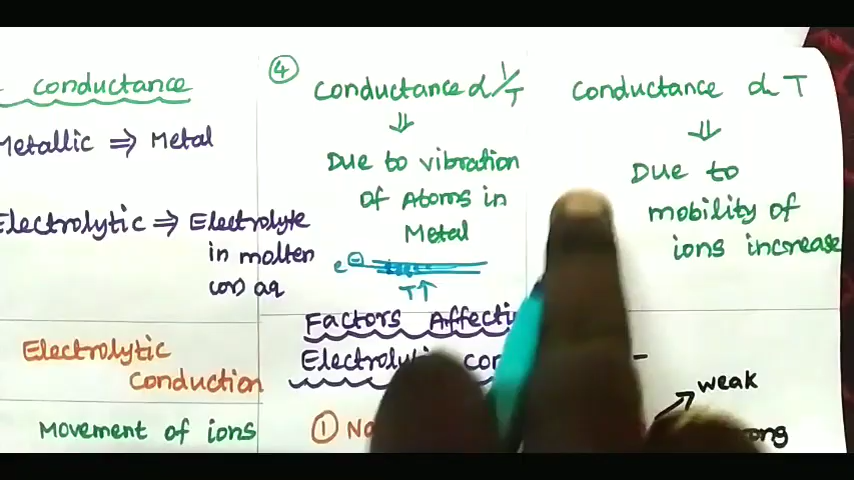 conductance
Metallic ⇒ Metal
Electrolytic ⇒ Electrolyte
in molten
(or) aq
Electrolytic
conduction
Movement of ions
④
conductance ∝ 1/T
⇓
Due to vibration
of Atoms in
Metal
e⊖
T↑
Factors
Electrolytic
①
conductance ∝ T
⇓
Due to
mobility of
ions increase
weak